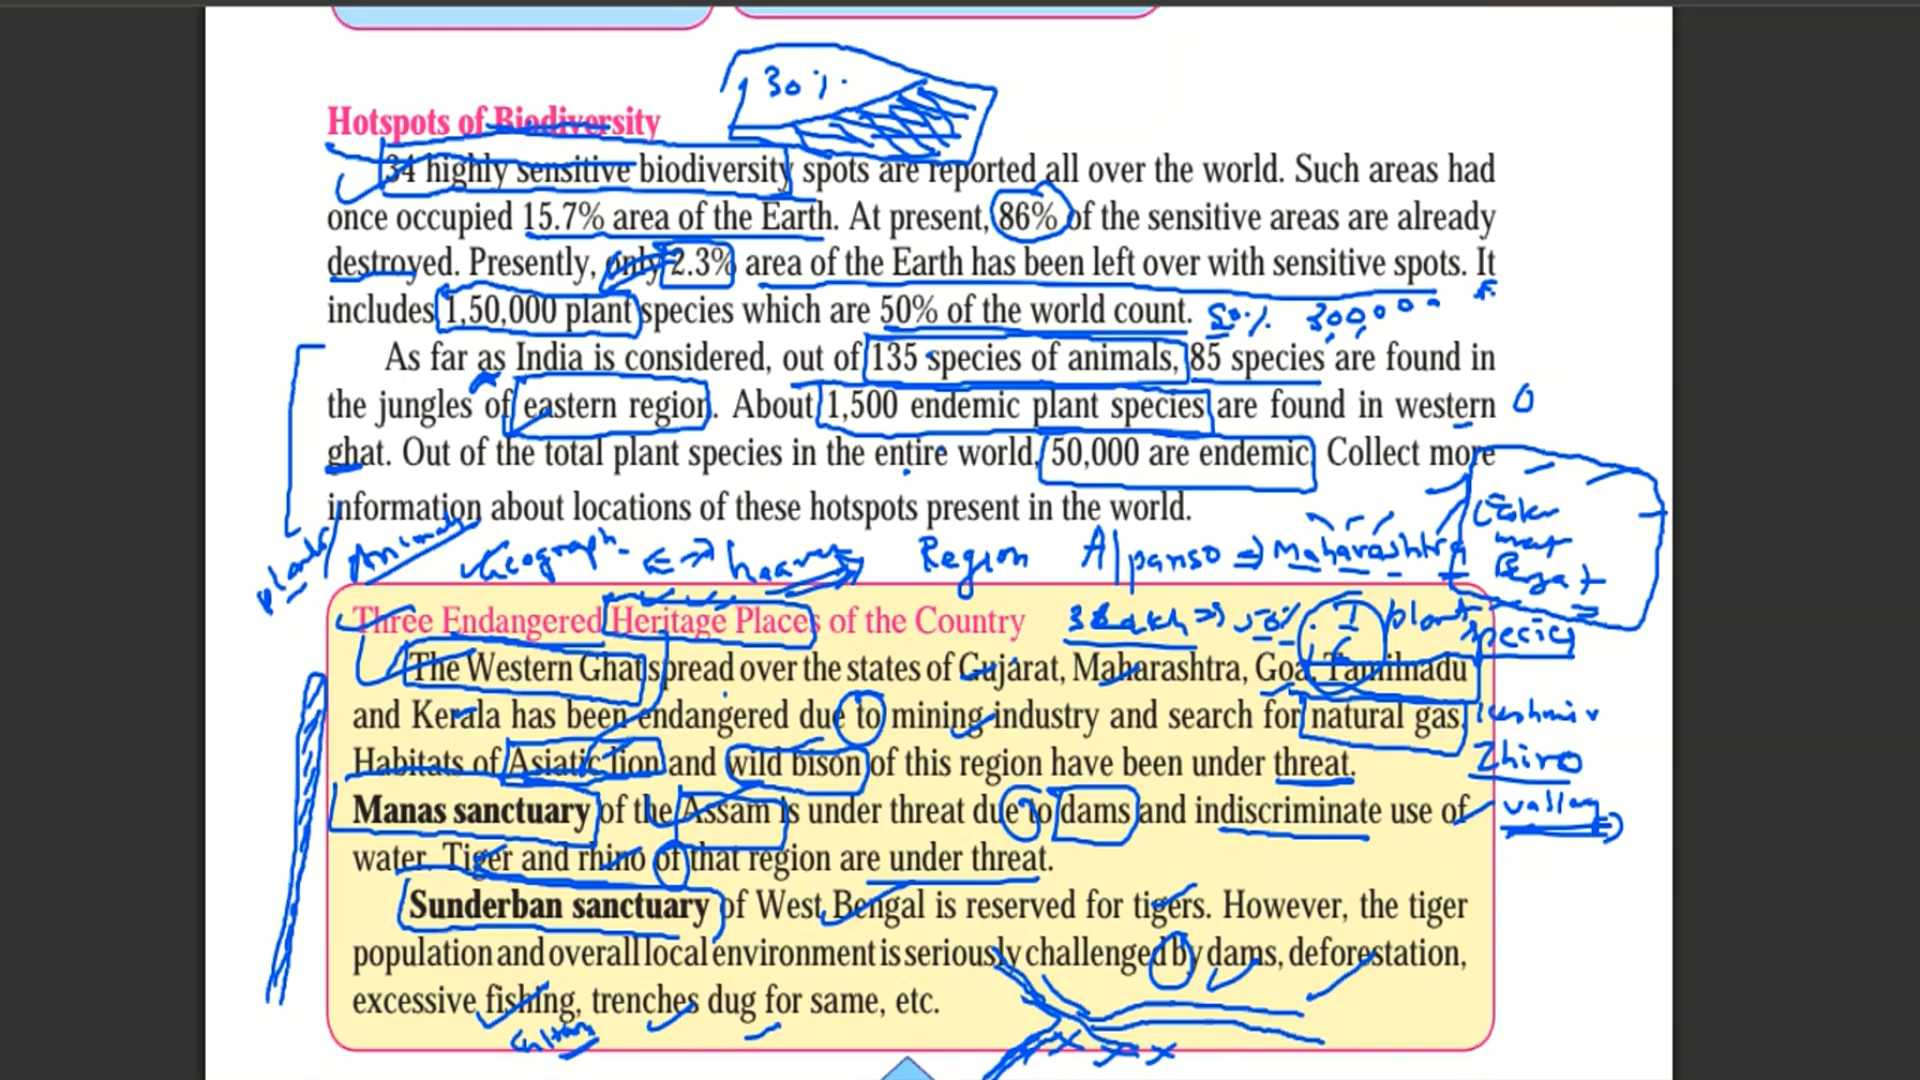 130%.
Hotspots of Biodiversity
34 highly sensitive biodiversity spots are reported all over the world. Such areas had
once occupied 15.7% area of the Earth. At present, 86% of the sensitive areas are already
destroyed. Presently, only 2.3% area of the Earth has been left over with sensitive spots. It
includes 1,50,000 plant species which are 50% of the world count.
50% 300,000
As far as India is considered, out of 135 species of animals, 85 species are found in
the jungles of eastern region. About 1,500 endemic plant species are found in western
ghat. Out of the total plant species in the entire world, 50,000 are endemic. Collect more
information about locations of these hotspots present in the world.
Plants/ Animals
Region Alpanso ⇒ Maharashtra
Three Endangered Heritage Places of the Country
plant
species
The Western Ghat spread over the states of Gujarat, Maharashtra, Goa, Tamilnadu
and Kerala has been endangered due to mining industry and search for natural gas.
Kashmir
Habitats of Asiatic lion and wild bison of this region have been under threat.
Zhiro
Manas sanctuary of the Assam is under threat due to dams and indiscriminate use of
valley
water. Tiger and rhino of that region are under threat.
Sunderban sanctuary of West Bengal is reserved for tigers. However, the tiger
population and overall local environment is seriously challenged by dams, deforestation,
excessive fishing, trenches dug for same, etc.